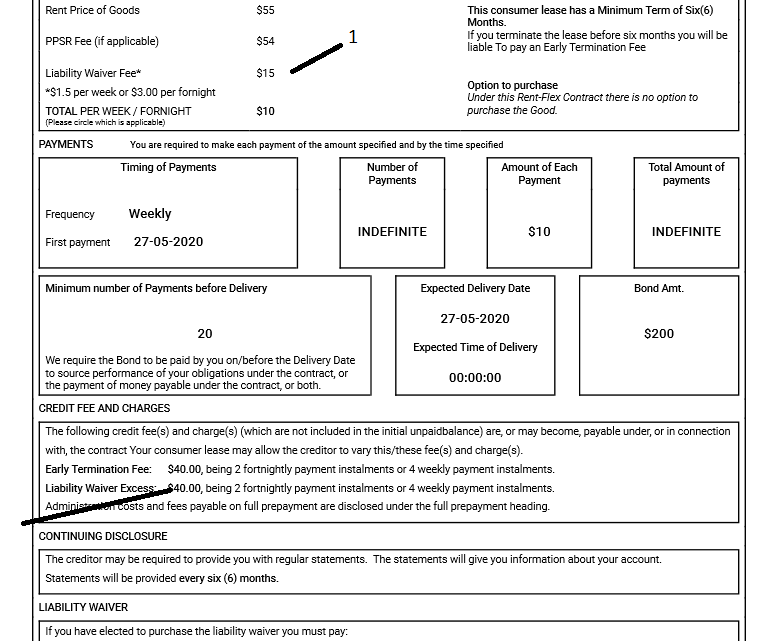 Rent Price of Goods $55
PPSR Fee (if applicable) $54
Liability Waiver Fee* $15
1
*$1.5 per week or $3.00 per fornight
TOTAL PER WEEK / FORNIGHT $10
(Please circle which is applicable)
This consumer lease has a Minimum Term of Six(6)
Months.
If you terminate the lease before six months you will be
liable To pay an Early Termination Fee
Option to purchase
Under this Rent-Flex Contract there is no option to
purchase the Good.
PAYMENTS You are required to make each payment of the amount specified and by the time specified
Timing of Payments
Frequency Weekly
First payment 27-05-2020
Number of
Payments
INDEFINITE
Amount of Each
Payment
$10
Total Amount of
payments
INDEFINITE
Minimum number of Payments before Delivery
20
We require the Bond to be paid by you on/before the Delivery Date
to source performance of your obligations under the contract, or
the payment of money payable under the contract, or both.
Expected Delivery Date
27-05-2020
Expected Time of Delivery
00:00:00
Bond Amt.
$200
CREDIT FEE AND CHARGES
The following credit fee(s) and charge(s) (which are not included in the initial unpaidbalance) are, or may become, payable under, or in connection
with, the contract Your consumer lease may allow the creditor to vary this/these fee(s) and charge(s).
Early Termination Fee: $40.00, being 2 fortnightly payment instalments or 4 weekly payment instalments.
Liability Waiver Excess: $40.00, being 2 fortnightly payment instalments or 4 weekly payment instalments.
Administration costs and fees payable on full prepayment are disclosed under the full prepayment heading.
CONTINUING DISCLOSURE
The creditor may be required to provide you with regular statements. The statements will give you information about your account.
Statements will be provided every six (6) months.
LIABILITY WAIVER
If you have elected to purchase the liability waiver you must pay: